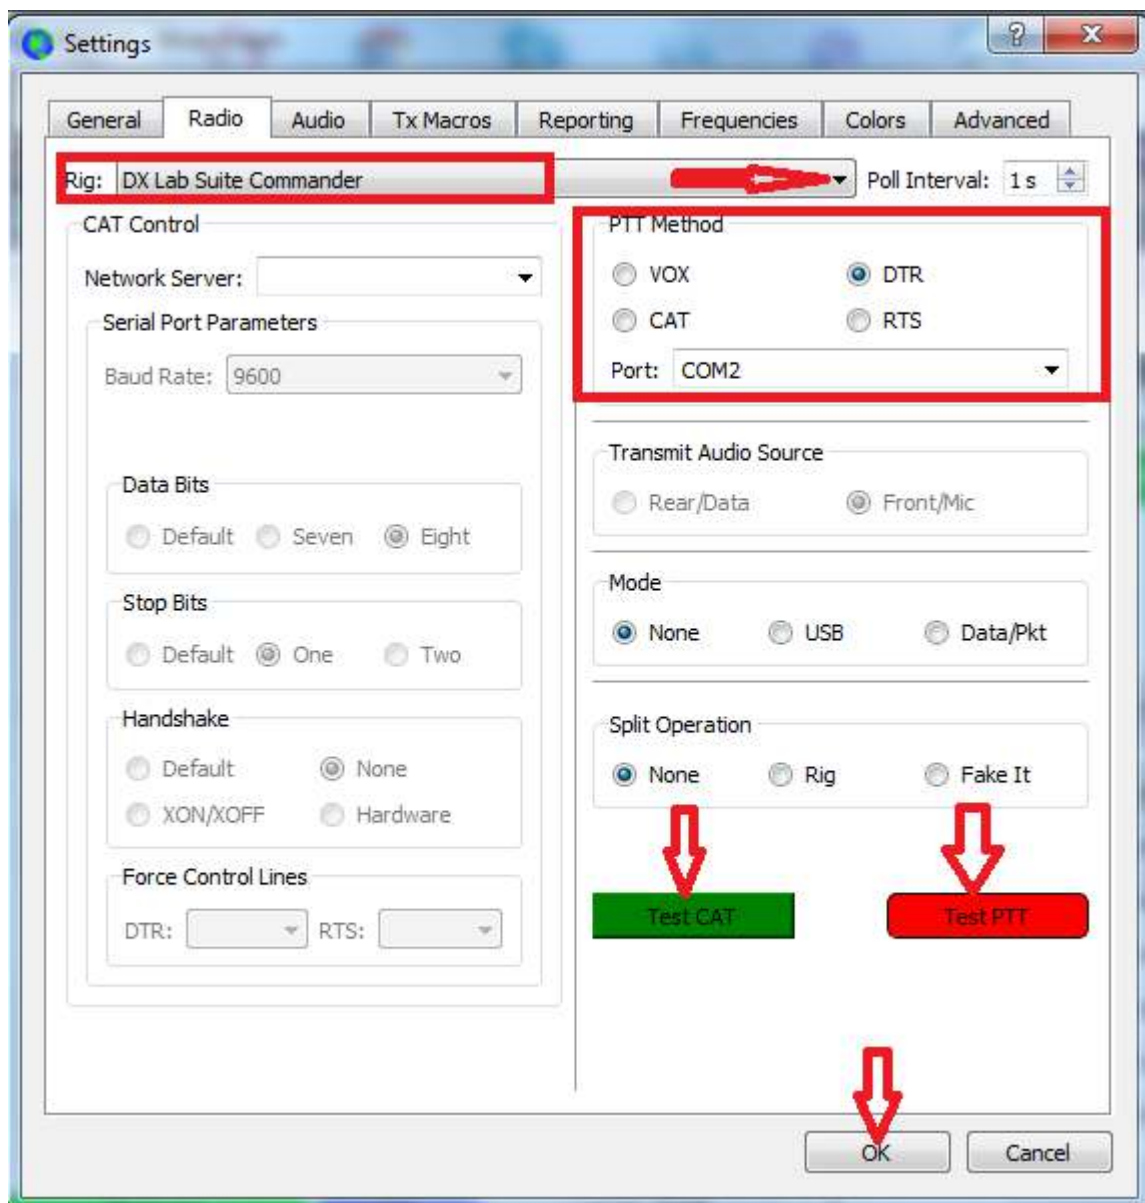 Settings
?
X
General Radio Audio Tx Macros Reporting Frequencies Colors Advanced
Rig: DX Lab Suite Commander Poll Interval: 1 s
CAT Control
Network Server:
Serial Port Parameters
Baud Rate: 9600
Data Bits
Default Seven Eight
Stop Bits
Default One Two
Handshake
Default None
XON/XOFF Hardware
Force Control Lines
DTR: RTS:
PTT Method
VOX DTR
CAT RTS
Port: COM2
Transmit Audio Source
Rear/Data Front/Mic
Mode
None USB Data/Pkt
Split Operation
None Rig Fake It
Test CAT Test PTT
OK Cancel